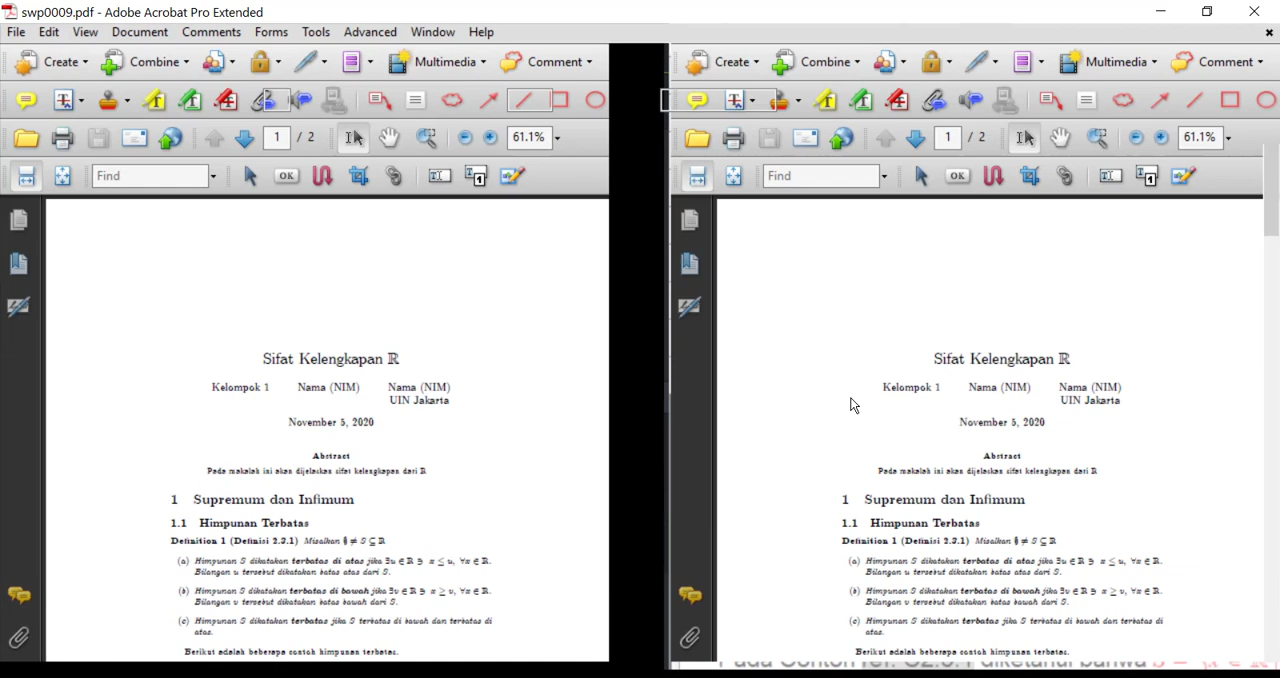 swp0009.pdf - Adobe Acrobat Pro Extended
File Edit View Document Comments Forms Tools Advanced Window Help
Create Combine Multimedia Comment
1 / 2 61.1%
Find OK
Sifat Kelengkapan ℝ
Kelompok 1 Nama (NIM) Nama (NIM)
UIN Jakarta
November 5, 2020
Abstract
Pada makalah ini akan dijelaskan sifat kelengkapan dari ℝ
1 Supremum dan Infimum
1.1 Himpunan Terbatas
Definition 1 (Definisi 2.3.1) Misalkan ∅ ≠ S ⊆ ℝ
(a) Himpunan S dikatakan terbatas di atas jika ∃u ∈ ℝ ∋ x ≤ u, ∀x ∈ ℝ.
Bilangan u tersebut dikatakan batas atas dari S.
(b) Himpunan S dikatakan terbatas di bawah jika ∃v ∈ ℝ ∋ x ≥ v, ∀x ∈ ℝ.
Bilangan v tersebut dikatakan batas bawah dari S.
(c) Himpunan S dikatakan terbatas jika S terbatas di bawah dan terbatas di
atas.
Berikut adalah beberapa contoh himpunan terbatas.
Create Combine Multimedia Comment
1 / 2 61.1%
Find OK
Sifat Kelengkapan ℝ
Kelompok 1 Nama (NIM) Nama (NIM)
UIN Jakarta
November 5, 2020
Abstract
Pada makalah ini akan dijelaskan sifat kelengkapan dari ℝ
1 Supremum dan Infimum
1.1 Himpunan Terbatas
Definition 1 (Definisi 2.3.1) Misalkan ∅ ≠ S ⊆ ℝ
(a) Himpunan S dikatakan terbatas di atas jika ∃u ∈ ℝ ∋ x ≤ u, ∀x ∈ ℝ.
Bilangan u tersebut dikatakan batas atas dari S.
(b) Himpunan S dikatakan terbatas di bawah jika ∃v ∈ ℝ ∋ x ≥ v, ∀x ∈ ℝ.
Bilangan v tersebut dikatakan batas bawah dari S.
(c) Himpunan S dikatakan terbatas jika S terbatas di bawah dan terbatas di
atas.
Berikut adalah beberapa contoh himpunan terbatas.
Pada Contoh diketahui bahwa